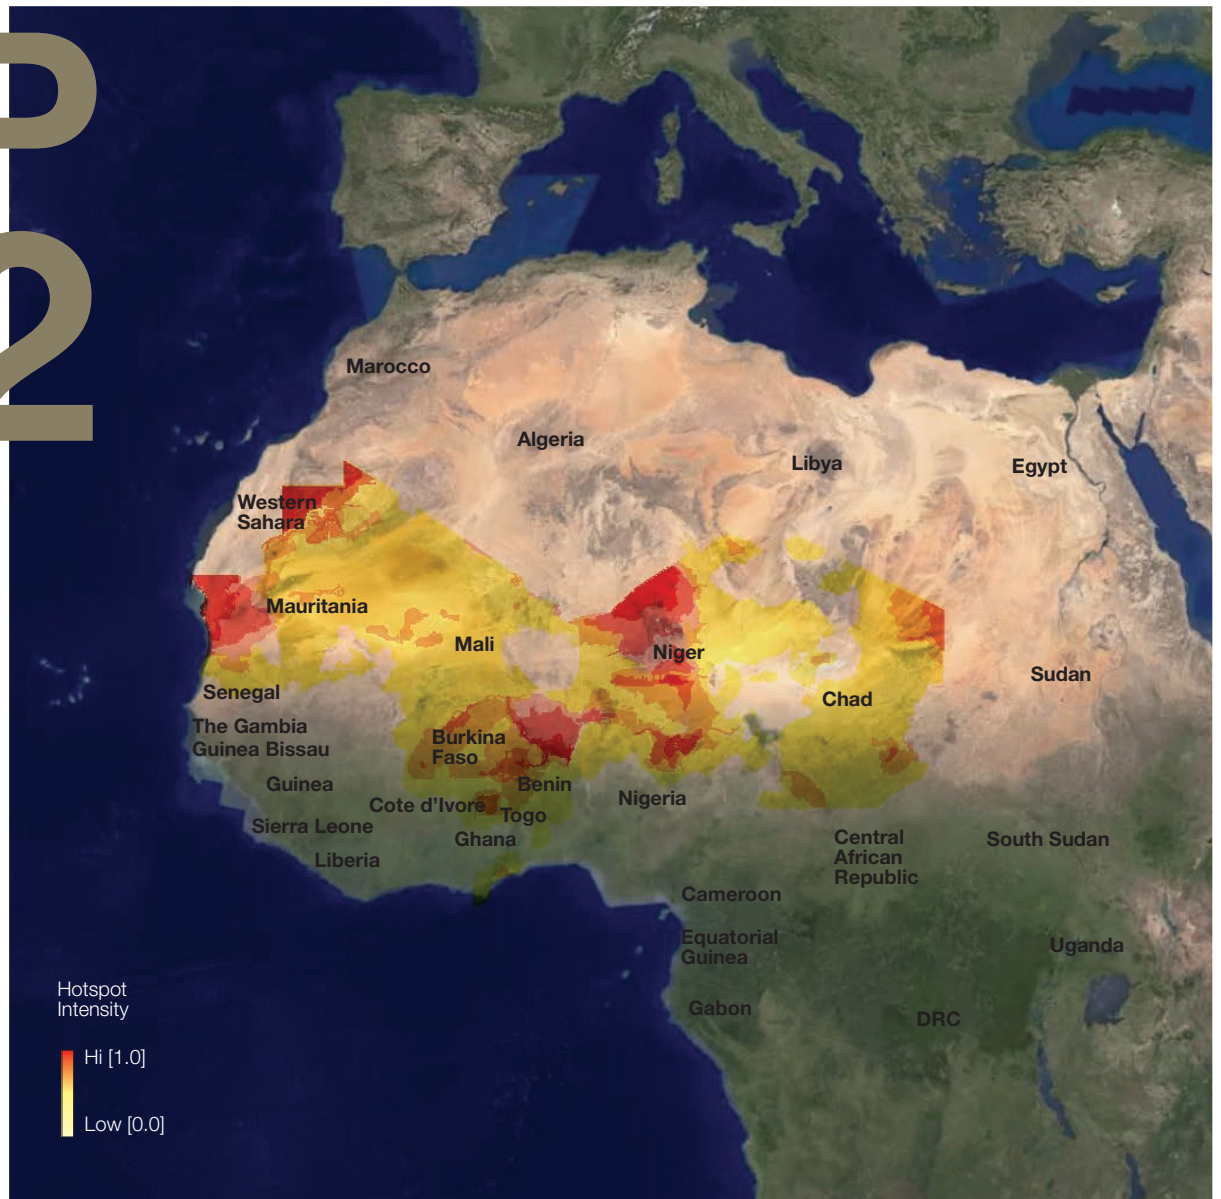 2
Marocco
Algeria
Libya
Egypt
Western
Sahara
Mauritania
Mali
Niger
Sudan
Chad
Senegal
The Gambia
Guinea Bissau
Burkina
Faso
Guinea
Benin
Nigeria
Cote d’Ivore
Togo
Sierra Leone
Ghana
Liberia
Central
African
Republic
South Sudan
Cameroon
Equatorial
Guinea
Uganda
Gabon
DRC
Hotspot
Intensity
Hi [1.0]
Low [0.0]